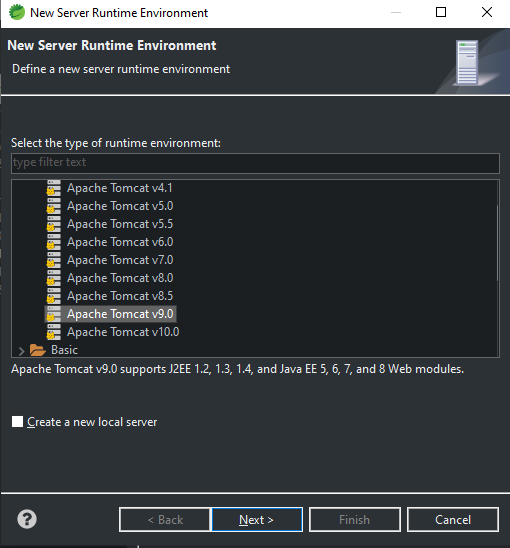 New Server Runtime Environment
New Server Runtime Environment
Define a new server runtime environment
Select the type of runtime environment:
type filter text
Apache Tomcat v4.1
Apache Tomcat v5.0
Apache Tomcat v5.5
Apache Tomcat v6.0
Apache Tomcat v7.0
Apache Tomcat v8.0
Apache Tomcat v8.5
Apache Tomcat v9.0
Apache Tomcat v10.0
Basic
Apache Tomcat v9.0 supports J2EE 1.2, 1.3, 1.4, and Java EE 5, 6, 7, and 8 Web modules.
Create a new local server
? < Back Next > Finish Cancel